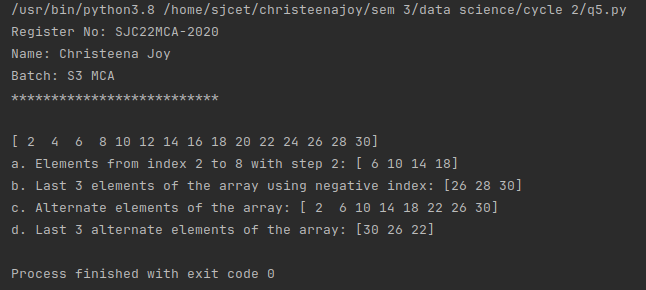 /usr/bin/python3.8 /home/sjcet/christeenajoy/sem 3/data science/cycle 2/q5.py
Register No: SJC22MCA-2020
Name: Christeena Joy
Batch: S3 MCA
**************************
[ 2  4  6  8 10 12 14 16 18 20 22 24 26 28 30]
a. Elements from index 2 to 8 with step 2: [ 6 10 14 18]
b. Last 3 elements of the array using negative index: [26 28 30]
c. Alternate elements of the array: [ 2  6 10 14 18 22 26 30]
d. Last 3 alternate elements of the array: [30 26 22]
Process finished with exit code 0